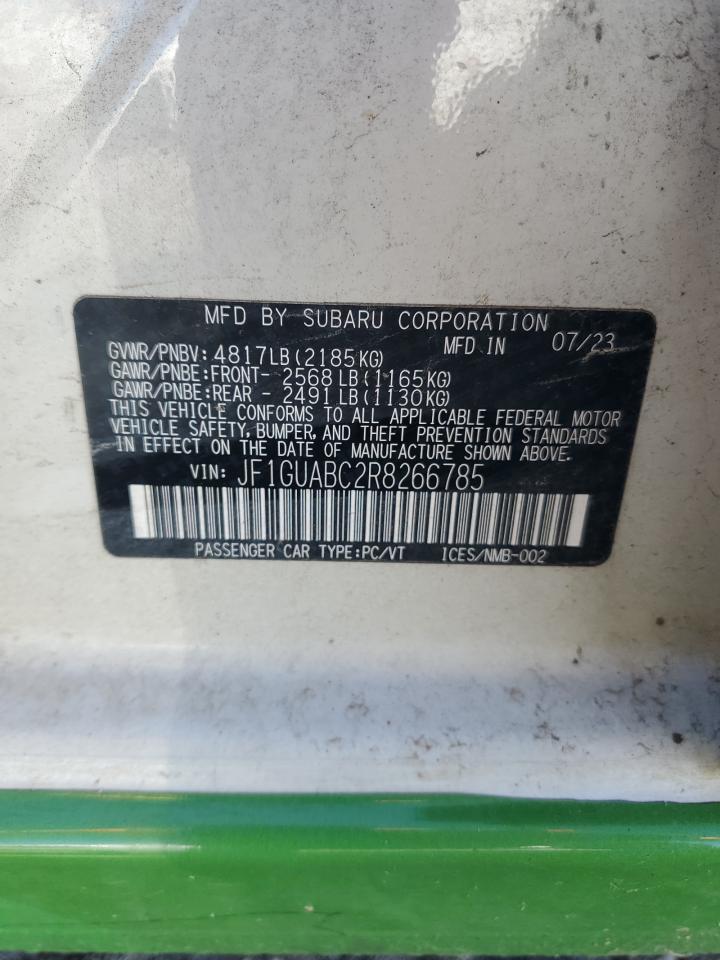 MFD BY SUBARU CORPORATION
GVWR/PNBV: 4817LB(2185KG) MFD IN 07/23
GAWR/PNBE:FRONT- 2568LB(1165KG)
GAWR/PNBE:REAR - 2491LB(1130KG)
THIS VEHICLE CONFORMS TO ALL APPLICABLE FEDERAL MOTOR
VEHICLE SAFETY, BUMPER, AND THEFT PREVENTION STANDARDS
IN EFFECT ON THE DATE OF MANUFACTURE SHOWN ABOVE.
VIN: JF1GUABC2R8266785
PASSENGER CAR TYPE:PC/VT ICES/NMB-002